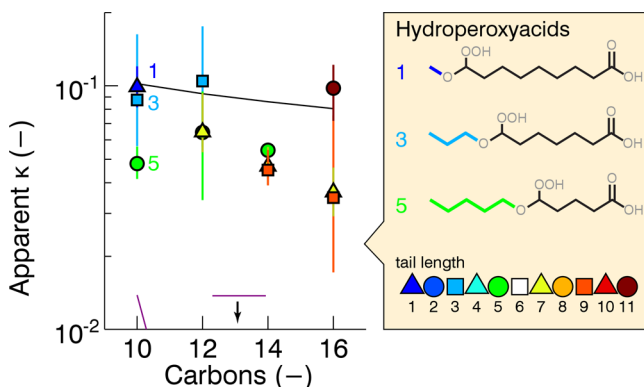 10⁻¹
10⁻²
Apparent κ (−)
1
3
5
10
12
14
16
Carbons (−)
Hydroperoxyacids
1
OOH
O
O
OH
3
OOH
O
O
OH
5
OOH
O
O
OH
tail length
1 2 3 4 5 6 7 8 9 10 11